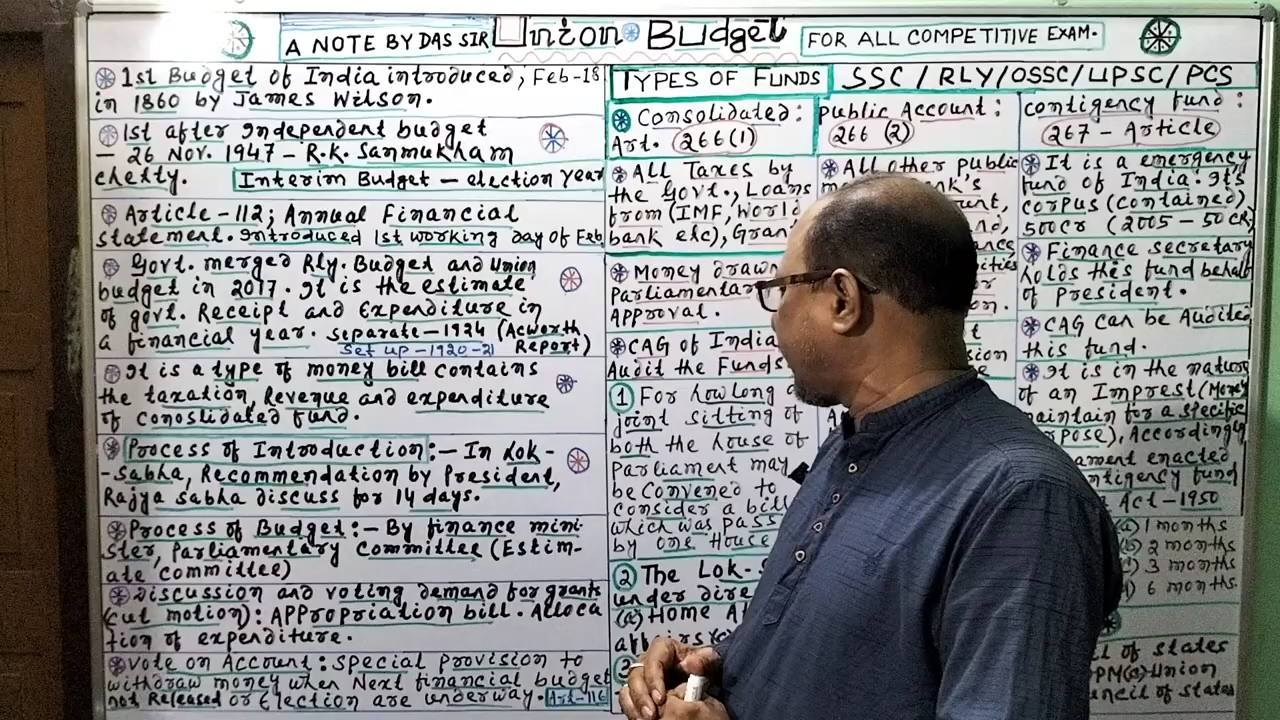 A NOTE BY DAS SIR
Union Budget
FOR ALL COMPETITIVE EXAM.
1st Budget of India introduced, Feb-18
in 1860 by James Wilson.
1st after Independent budget
- 26 Nov. 1947 - R.K. Sanmukham
chetty.
Interim Budget - election year
Article-112; Annual Financial
statement. Introduced 1st working day of Feb
Govt. merged Rly. Budget and Union
budget in 2017. It is the estimate
of govt. Receipt and Expenditure in
a financial year. separate-1924 (Acworth
Set up -1920-21
Report)
It is a type of money bill contains
the taxation, Revenue and expenditure
of Conoslidated fund.
Process of Introduction:- In Lok-
-sabha, Recommendation by President,
Rajya sabha discuss for 14 days.
Process of Budget:- By finance mini-
ster, Parliamentary Committee (Estim-
ate committee)
Discussion and voting demand for grants
(cut motion): APPropriation bill. Alloca
tion of expenditure.
Vote on Account: special provision to
withdraw money when Next financial budget
not Released or Election are underway. Art-116
TYPES OF FUNDS
SSC / RLY/OSSC/UPSC/PCS
Consolidated:
Art. 266(1)
All Taxes by
the Govt., Loans
from (IMF, World
bank etc), Gran
Money drawn
Parliamentar
Approval.
CAG of India
Audit the Funds
1 For how long a
joint sitting of
both the house of
Parliament may
be Convened to
consider a bill
which was pass
by one House
2 The Lok-S
under dire
(a) Home Af
affairs
3
public Account:
266 (2)
All other public
contigency fund:
267 - Article
It is a emergency
fund of India. It's
corpus (contained)
500cr (2005-50CR)
Finance secretary
holds this fund behalf
of President.
CAG can be Audited
this fund.
It is in the nature
of an Imprest (Money
maintain for a specific
pose), Accordingly
ament enacted
ntigency fund
Act-1950
(a) 1 months
(b) 2 months
3 months
6 months.
l of states
PM(a) Union
uncil of states